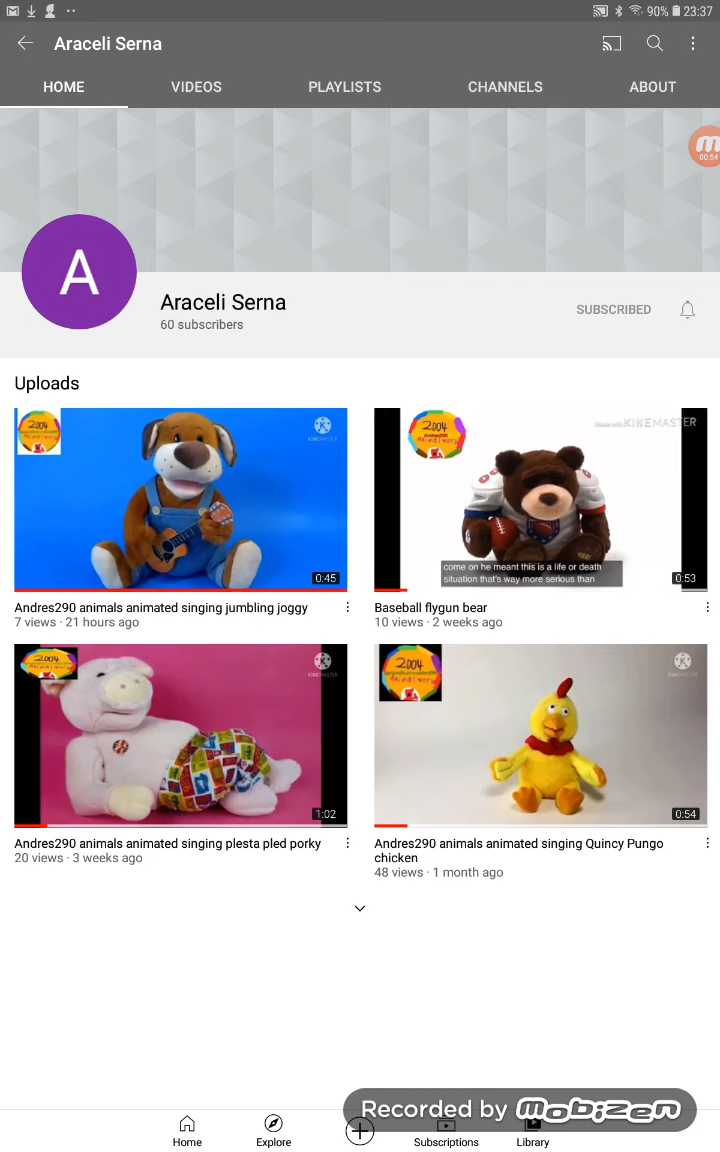 90% 23:37
Araceli Serna
HOME VIDEOS PLAYLISTS CHANNELS ABOUT
00:54
A
Araceli Serna
60 subscribers
SUBSCRIBED
Uploads
2004
KINEMASTER
0:45
2004
Andres290
Made with KINEMASTER
come on he meant this is a life or death
situation that's way more serious than
0:53
Andres290 animals animated singing jumbling joggy
7 views · 21 hours ago
Baseball flygun bear
10 views · 2 weeks ago
2004
KINEMASTER
1:02
2004
KINEMASTER
0:54
Andres290 animals animated singing plesta pled porky
20 views · 3 weeks ago
Andres290 animals animated singing Quincy Pungo
chicken
48 views · 1 month ago
Recorded by mobizen
Home Explore Subscriptions Library